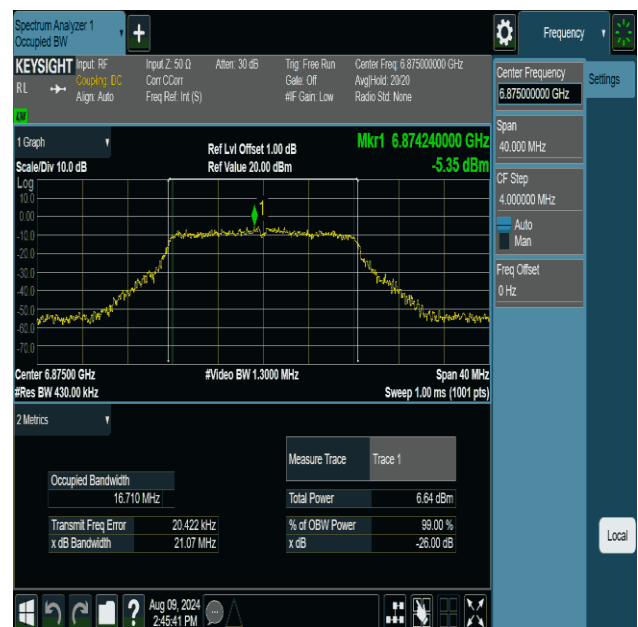 Spectrum Analyzer 1
Occupied BW
Frequency
KEYSIGHT
RL
Input: RF
Coupling: DC
Align: Auto
Input Z: 50 Ω
Corr CCorr
Freq Ref: Int (S)
Atten: 30 dB
Trig: Free Run
Gate: Off
#IF Gain: Low
Center Freq: 6.875000000 GHz
Avg|Hold: 20/20
Radio Std: None
Center Frequency
6.875000000 GHz
Settings
Span
40.000 MHz
CF Step
4.000000 MHz
Auto
Man
Freq Offset
0 Hz
1 Graph
Scale/Div 10.0 dB
Ref Lvl Offset 1.00 dB
Ref Value 20.00 dBm
Mkr1 6.874240000 GHz
-5.35 dBm
Log
10.0
0.00
-10.0
-20.0
-30.0
-40.0
-50.0
-60.0
-70.0
1
Center 6.87500 GHz
#Res BW 430.00 kHz
#Video BW 1.3000 MHz
Span 40 MHz
Sweep 1.00 ms (1001 pts)
2 Metrics
Measure Trace Trace 1
Occupied Bandwidth
16.710 MHz
Total Power 6.64 dBm
Transmit Freq Error 20.422 kHz
% of OBW Power 99.00 %
x dB Bandwidth 21.07 MHz
x dB -26.00 dB
Local
Aug 09, 2024
2:45:41 PM